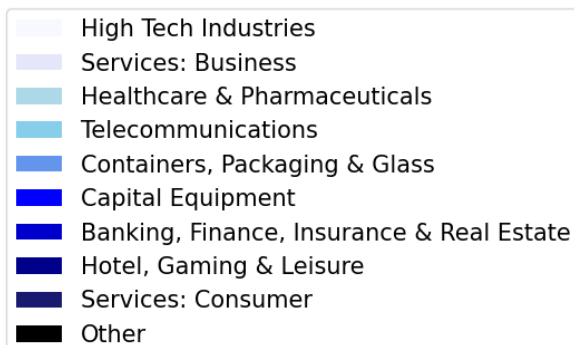 High Tech Industries
Services: Business
Healthcare & Pharmaceuticals
Telecommunications
Containers, Packaging & Glass
Capital Equipment
Banking, Finance, Insurance & Real Estate
Hotel, Gaming & Leisure
Services: Consumer
Other